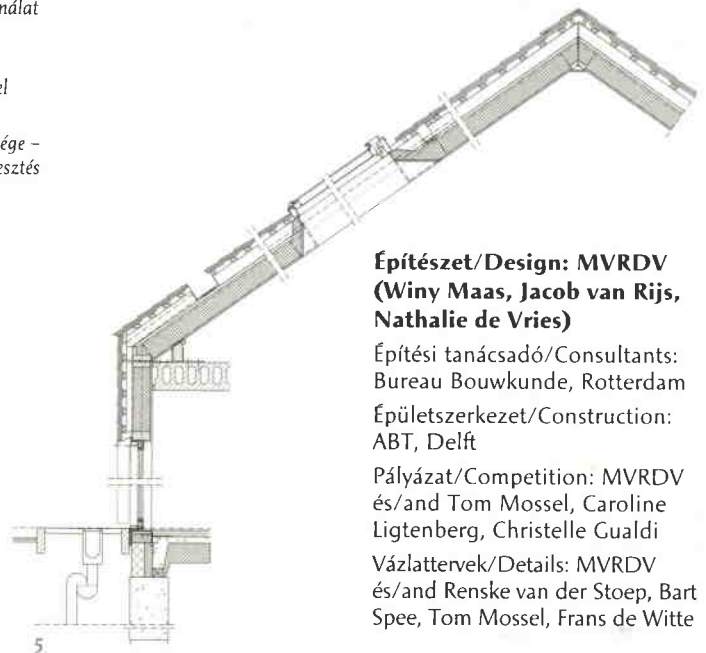 nálat
el
ége –
esztés
Építészet/Design: MVRDV
(Winy Maas, Jacob van Rijs,
Nathalie de Vries)
Építési tanácsadó/Consultants:
Bureau Bouwkunde, Rotterdam
Épületszerkezet/Construction:
ABT, Delft
Pályázat/Competition: MVRDV
és/and Tom Mossel, Caroline
Ligtenberg, Christelle Gualdi
Vázlattervek/Details: MVRDV
és/and Renske van der Stoep, Bart
Spee, Tom Mossel, Frans de Witte
5